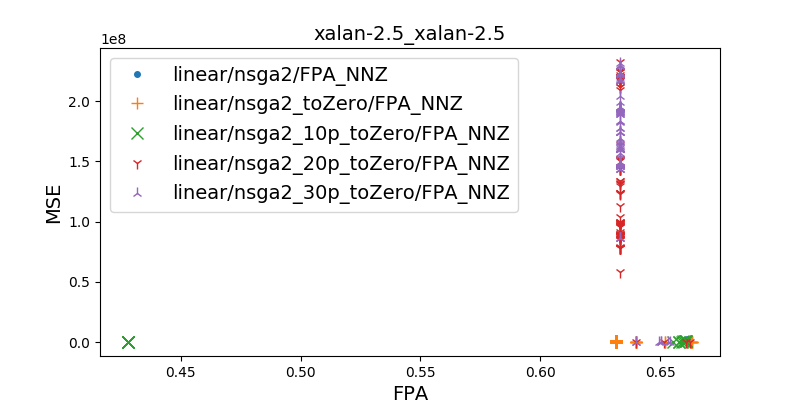 xalan-2.5_xalan-2.5
1e8
linear/nsga2/FPA_NNZ
linear/nsga2_toZero/FPA_NNZ
linear/nsga2_10p_toZero/FPA_NNZ
linear/nsga2_20p_toZero/FPA_NNZ
linear/nsga2_30p_toZero/FPA_NNZ
2.0
1.5
1.0
0.5
0.0
MSE
0.45 0.50 0.55 0.60 0.65
FPA